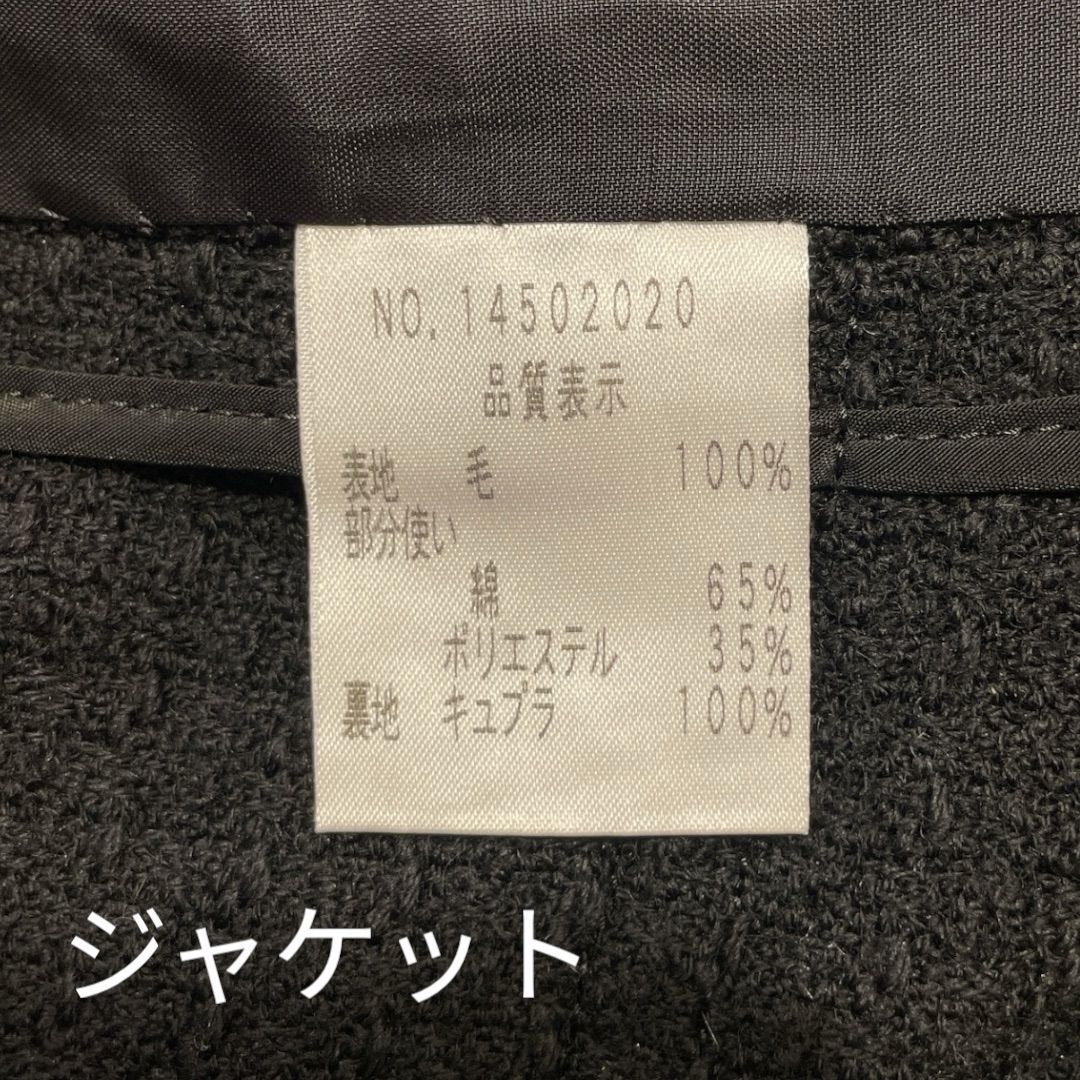 NO.14502020
品質表示
表地 毛 100%
部分使い
綿 65%
ポリエステル 35%
裏地 キュプラ 100%
ジャケット